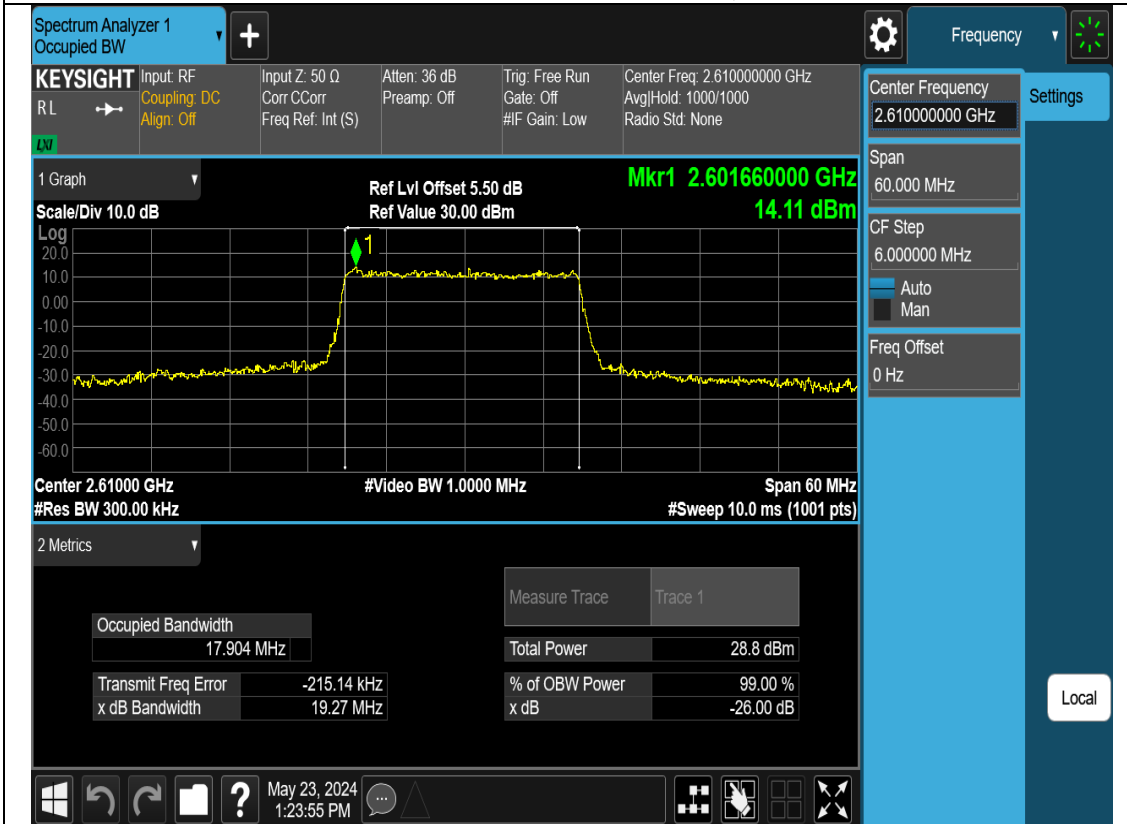 Spectrum Analyzer 1
Occupied BW
+
Frequency
KEYSIGHT
R L
LXI
Input: RF
Coupling: DC
Align: Off
Input Z: 50 Ω
Corr CCorr
Freq Ref: Int (S)
Atten: 36 dB
Preamp: Off
Trig: Free Run
Gate: Off
#IF Gain: Low
Center Freq: 2.610000000 GHz
Avg|Hold: 1000/1000
Radio Std: None
1 Graph
Scale/Div 10.0 dB
Ref Lvl Offset 5.50 dB
Ref Value 30.00 dBm
Mkr1 2.601660000 GHz
14.11 dBm
Log
20.0
10.0
0.00
-10.0
-20.0
-30.0
-40.0
-50.0
-60.0
1
Center 2.61000 GHz
#Video BW 1.0000 MHz
Span 60 MHz
#Res BW 300.00 kHz
#Sweep 10.0 ms (1001 pts)
2 Metrics
Measure Trace Trace 1
Occupied Bandwidth
17.904 MHz
Total Power 28.8 dBm
Transmit Freq Error -215.14 kHz
% of OBW Power 99.00 %
x dB Bandwidth 19.27 MHz
x dB -26.00 dB
Center Frequency
2.610000000 GHz
Settings
Span
60.000 MHz
CF Step
6.000000 MHz
Auto
Man
Freq Offset
0 Hz
Local
?
May 23, 2024
1:23:55 PM